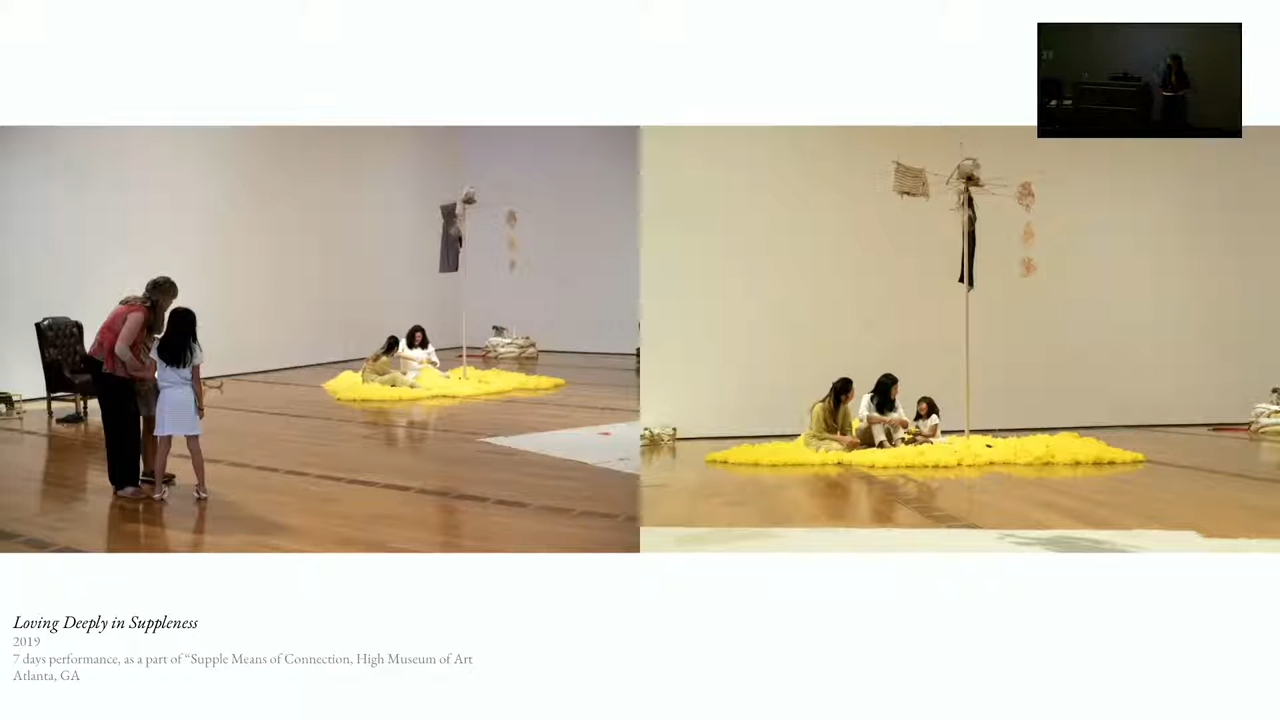 Loving Deeply in Suppleness
2019
7 days performance, as a part of “Supple Means of Connection, High Museum of Art
Atlanta, GA